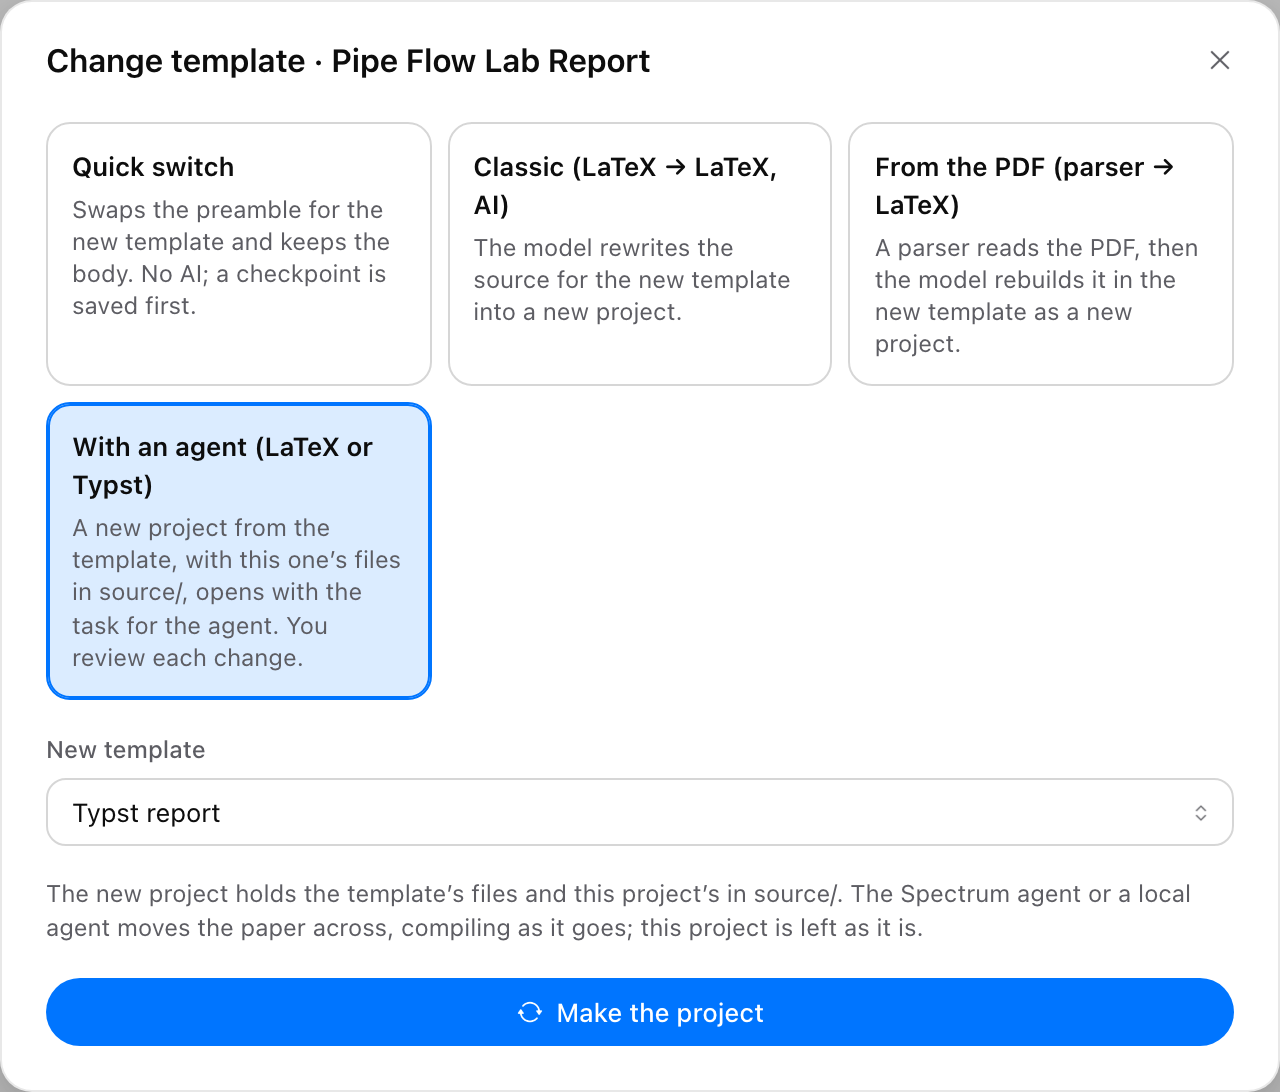 Change template · Pipe Flow Lab Report
Quick switch
Swaps the preamble for the
new template and keeps the
body. No AI; a checkpoint is
saved first.
Classic (LaTeX → LaTeX,
AI)
The model rewrites the
source for the new template
into a new project.
From the PDF (parser →
LaTeX)
A parser reads the PDF, then
the model rebuilds it in the
new template as a new
project.
With an agent (LaTeX or
Typst)
A new project from the
template, with this one’s files
in source/, opens with the
task for the agent. You
review each change.
New template
Typst report
The new project holds the template’s files and this project’s in source/. The Spectrum agent or a local
agent moves the paper across, compiling as it goes; this project is left as it is.
Make the project